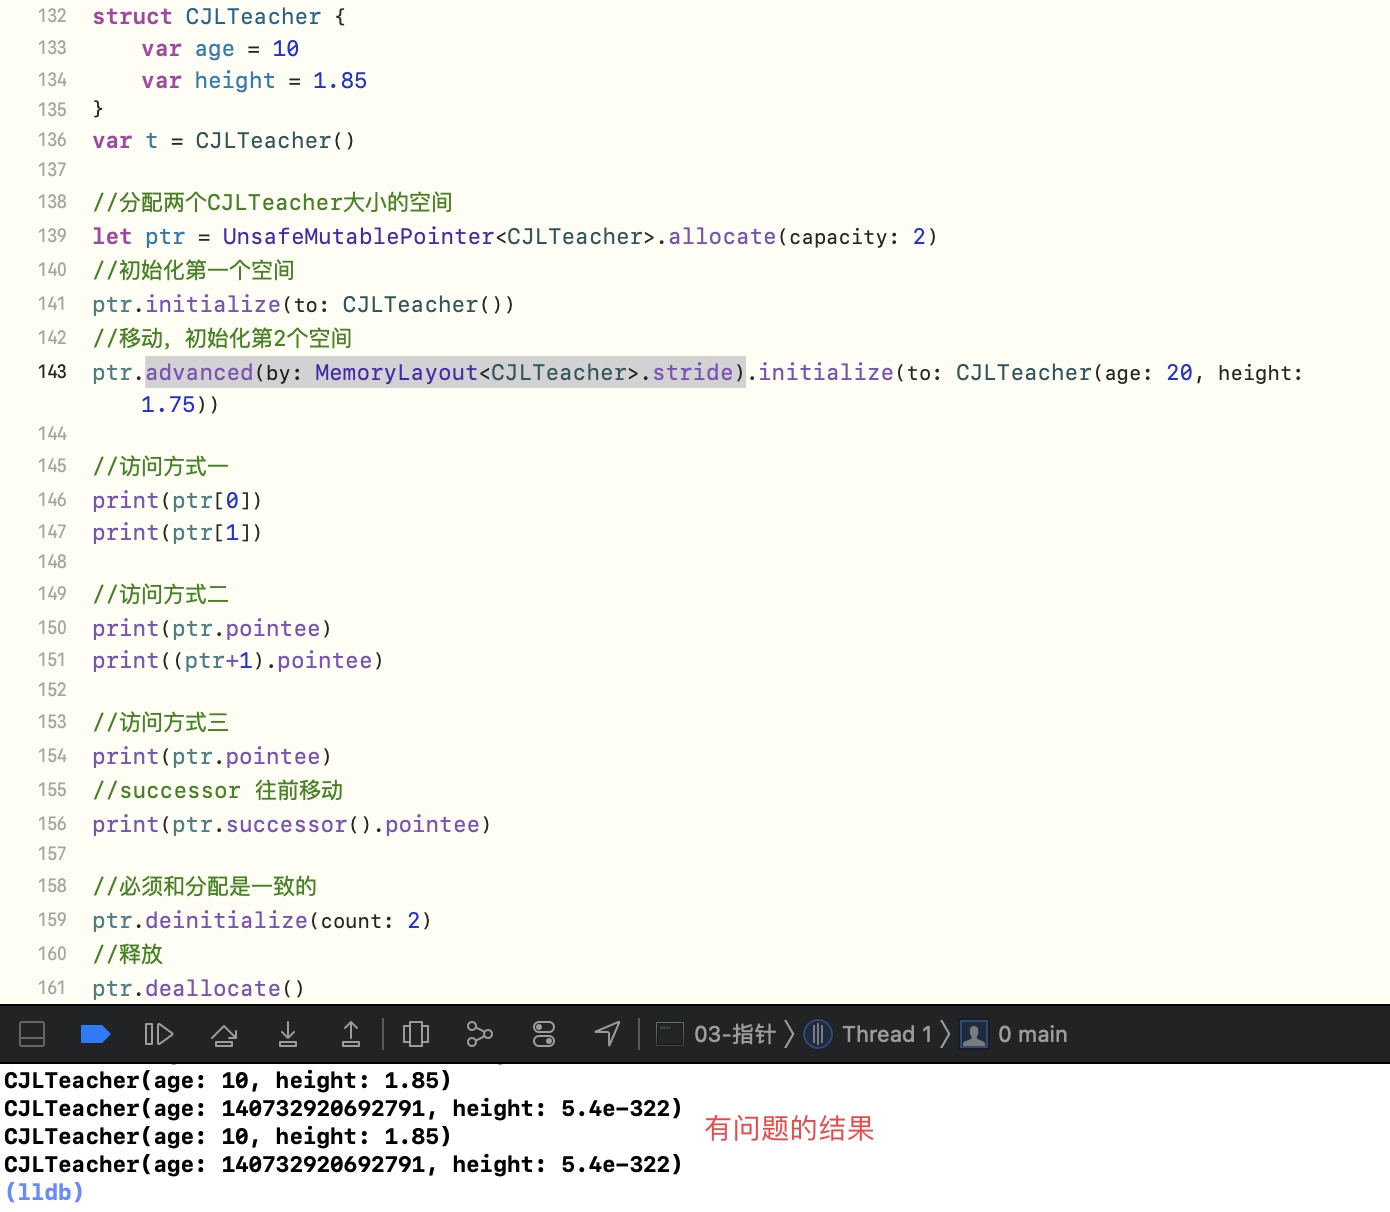 132 struct CJLTeacher {
133 var age = 10
134 var height = 1.85
135 }
136 var t = CJLTeacher()
137
138 //分配两个CJLTeacher大小的空间
139 let ptr = UnsafeMutablePointer<CJLTeacher>.allocate(capacity: 2)
140 //初始化第一个空间
141 ptr.initialize(to: CJLTeacher())
142 //移动，初始化第2个空间
143 ptr.advanced(by: MemoryLayout<CJLTeacher>.stride).initialize(to: CJLTeacher(age: 20, height:
1.75))
144
145 //访问方式一
146 print(ptr[0])
147 print(ptr[1])
148
149 //访问方式二
150 print(ptr.pointee)
151 print((ptr+1).pointee)
152
153 //访问方式三
154 print(ptr.pointee)
155 //successor 往前移动
156 print(ptr.successor().pointee)
157
158 //必须和分配是一致的
159 ptr.deinitialize(count: 2)
160 //释放
161 ptr.deallocate()
03-指针 〉 Thread 1 〉 0 main
CJLTeacher(age: 10, height: 1.85)
CJLTeacher(age: 140732920692791, height: 5.4e-322)
有问题的结果
CJLTeacher(age: 10, height: 1.85)
CJLTeacher(age: 140732920692791, height: 5.4e-322)
(lldb)